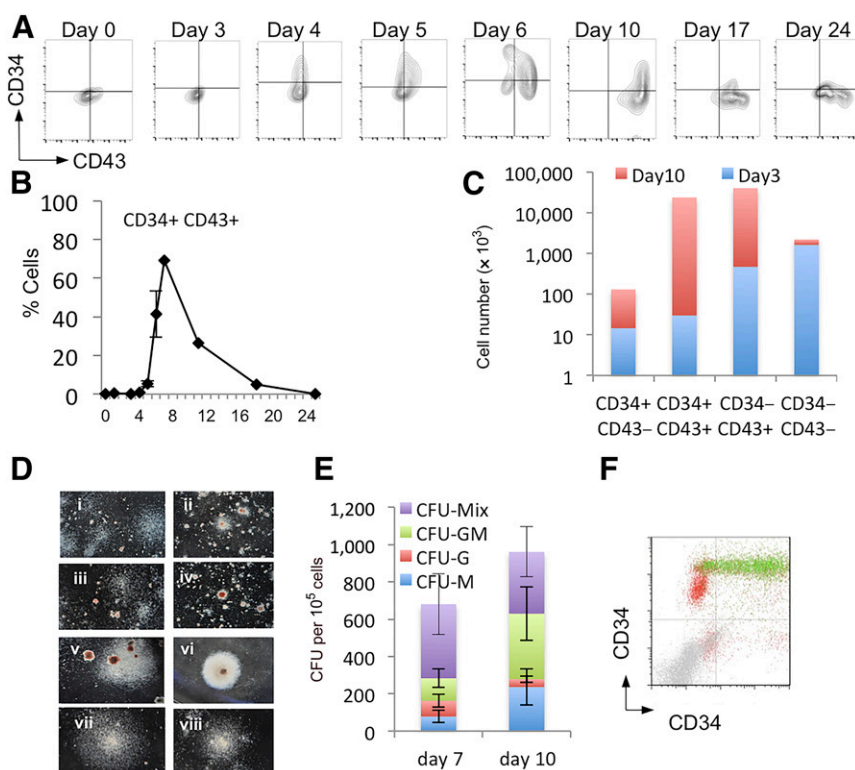 A
Day 0 Day 3 Day 4 Day 5 Day 6 Day 10 Day 17 Day 24
CD34
CD43
B
100
80
60
40
20
0
% Cells
CD34+ CD43+
0 4 8 12 16 20 24
C
Day10 Day3
100,000
10,000
1,000
100
10
1
Cell number (× 10³)
CD34+ CD34+ CD34− CD34−
CD43− CD43+ CD43+ CD43−
D
i ii
iii iv
v vi
vii viii
E
1,200
1,000
800
600
400
200
0
CFU per 10⁵ cells
CFU-Mix
CFU-GM
CFU-G
CFU-M
day 7 day 10
F
CD34
CD34